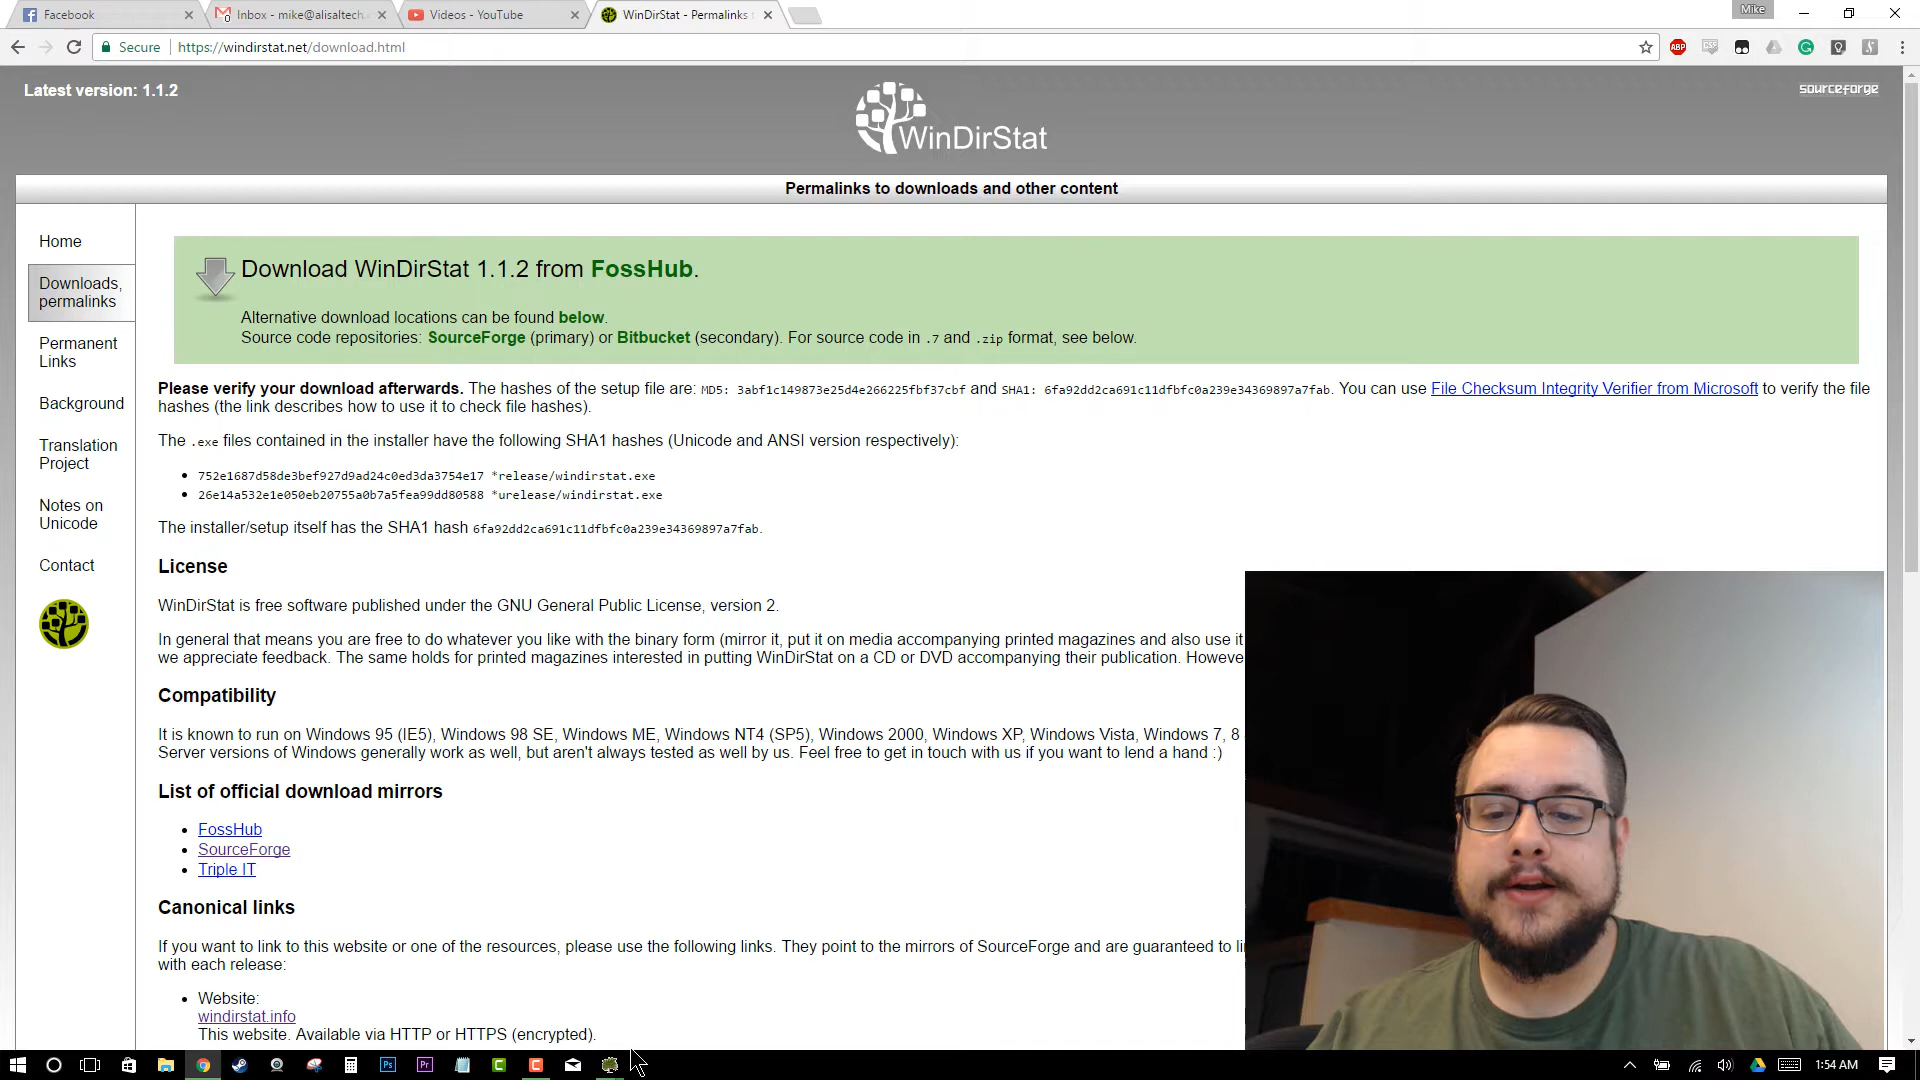 Facebook
Inbox - mike@alisaltech.
Videos - YouTube
WinDirStat - Permalinks
Mike
Secure
https://windirstat.net/download.html
ABP
Latest version: 1.1.2
WinDirStat
sourceforge
Permalinks to downloads and other content
Home
Downloads,
permalinks
Permanent
Links
Background
Translation
Project
Notes on
Unicode
Contact
Download WinDirStat 1.1.2 from FossHub.
Alternative download locations can be found below.
Source code repositories: SourceForge (primary) or Bitbucket (secondary). For source code in .7 and .zip format, see below.
Please verify your download afterwards. The hashes of the setup file are: MD5: 3abf1c149873e25d4e266225fbf37cbf and SHA1: 6fa92dd2ca691c11dfbfc0a239e34369897a7fab. You can use File Checksum Integrity Verifier from Microsoft to verify the file
hashes (the link describes how to use it to check file hashes).
The .exe files contained in the installer have the following SHA1 hashes (Unicode and ANSI version respectively):
752e1687d58de3bef927d9ad24c0ed3da3754e17 *release/windirstat.exe
26e14a532e1e050eb20755a0b7a5fea99dd80588 *urelease/windirstat.exe
The installer/setup itself has the SHA1 hash 6fa92dd2ca691c11dfbfc0a239e34369897a7fab.
License
WinDirStat is free software published under the GNU General Public License, version 2.
In general that means you are free to do whatever you like with the binary form (mirror it, put it on media accompanying printed magazines and also use it
we appreciate feedback. The same holds for printed magazines interested in putting WinDirStat on a CD or DVD accompanying their publication. Howeve
Compatibility
It is known to run on Windows 95 (IE5), Windows 98 SE, Windows ME, Windows NT4 (SP5), Windows 2000, Windows XP, Windows Vista, Windows 7, 8
Server versions of Windows generally work as well, but aren't always tested as well by us. Feel free to get in touch with us if you want to lend a hand :)
List of official download mirrors
FossHub
SourceForge
Triple IT
Canonical links
If you want to link to this website or one of the resources, please use the following links. They point to the mirrors of SourceForge and are guaranteed to li
with each release:
Website:
windirstat.info
This website. Available via HTTP or HTTPS (encrypted).
Ps
Pr
1:54 AM